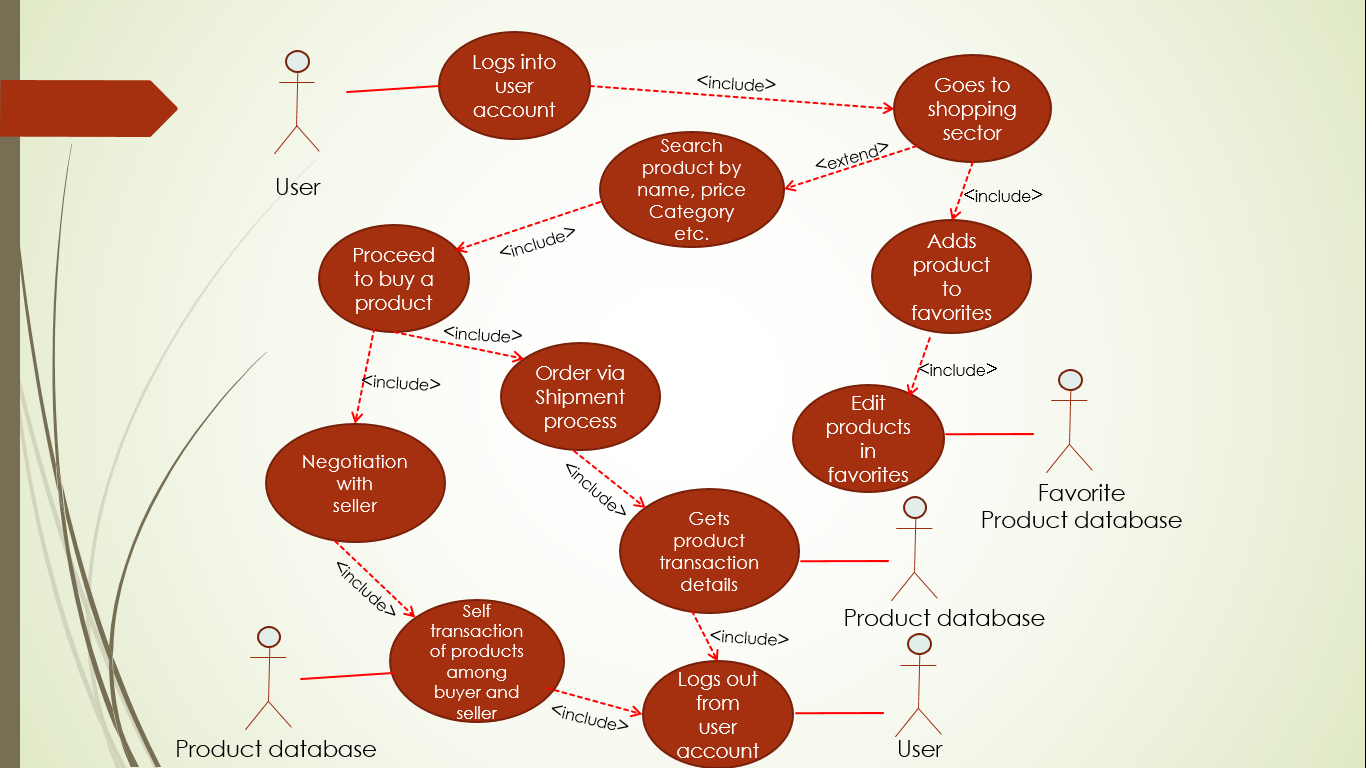 Logs into
user
account
<include>
Goes to
shopping
sector
User
Search
product by
name, price
Category
etc.
<extend>
<include>
<include>
Proceed
to buy a
product
Adds
product
to
favorites
<include>
<include>
Order via
Shipment
process
<include>
<include>
Edit
products
in
favorites
Favorite
Product database
Negotiation
with
seller
<include>
Gets
product
transaction
details
Product database
<include>
Self
transaction
of products
among
buyer and
seller
<include>
Logs out
from
user
account
<include>
Product database
User